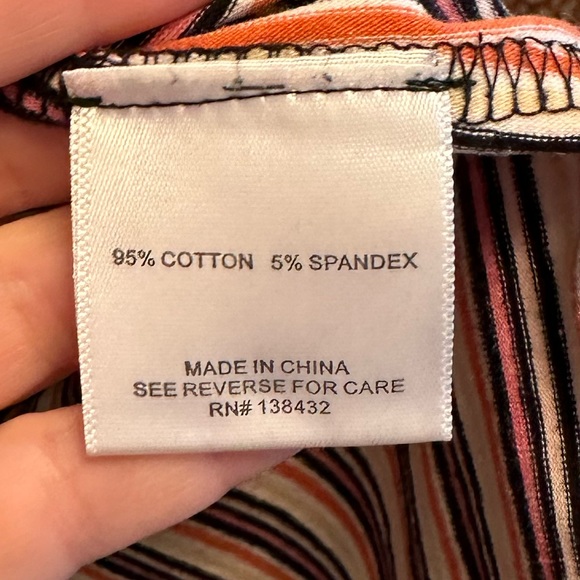 95% COTTON 5% SPANDEX
MADE IN CHINA
SEE REVERSE FOR CARE
RN# 138432